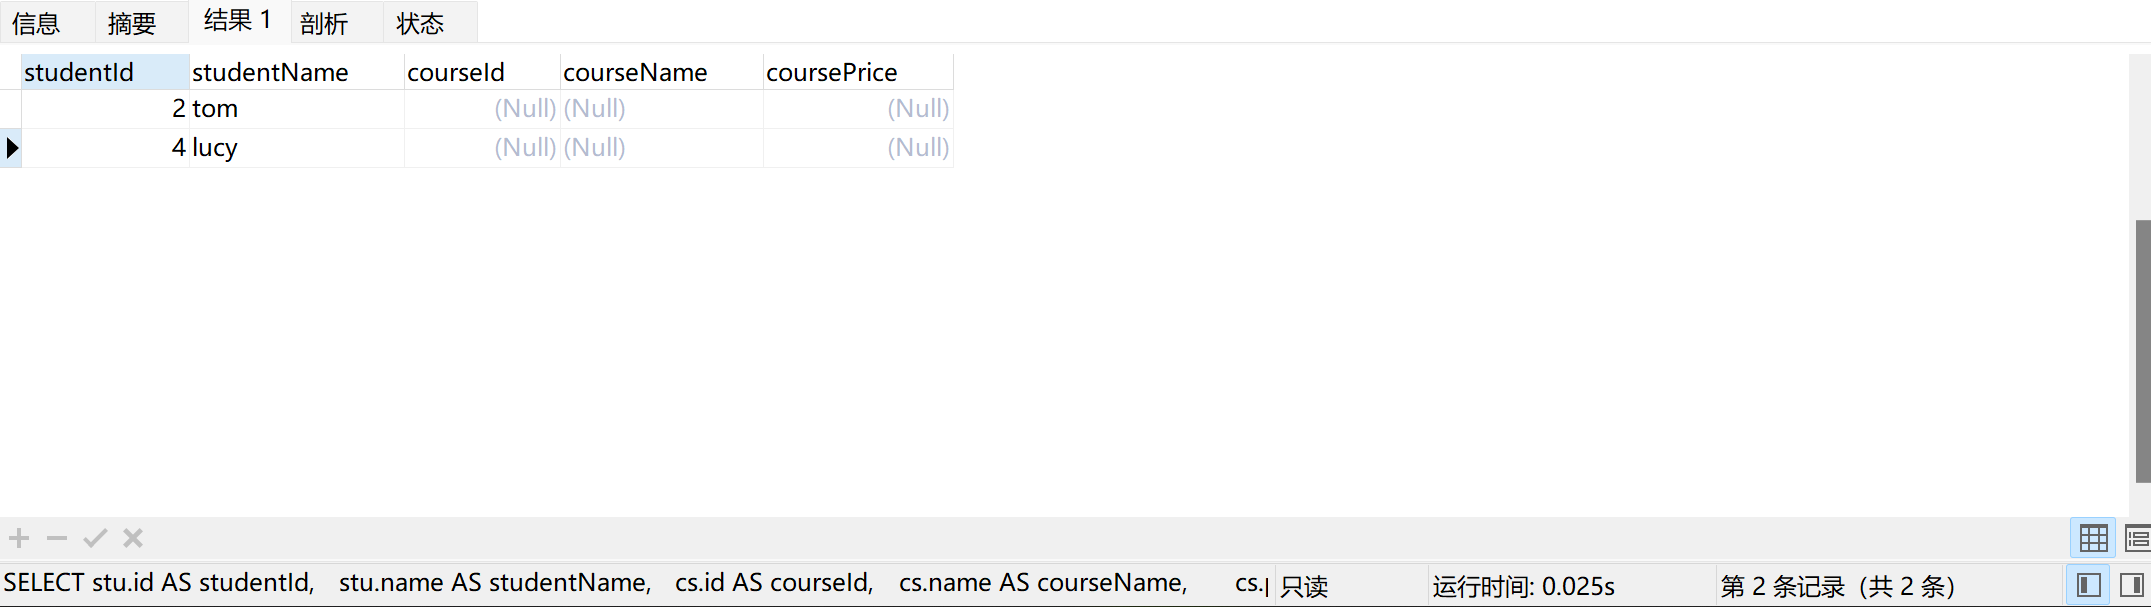 信息 摘要 结果 1 剖析 状态
studentId studentName courseId courseName coursePrice
2 tom (Null) (Null) (Null)
4 lucy (Null) (Null) (Null)
SELECT stu.id AS studentId, stu.name AS studentName, cs.id AS courseId, cs.name AS courseName, cs. 只读 运行时间: 0.025s 第 2 条记录（共 2 条）